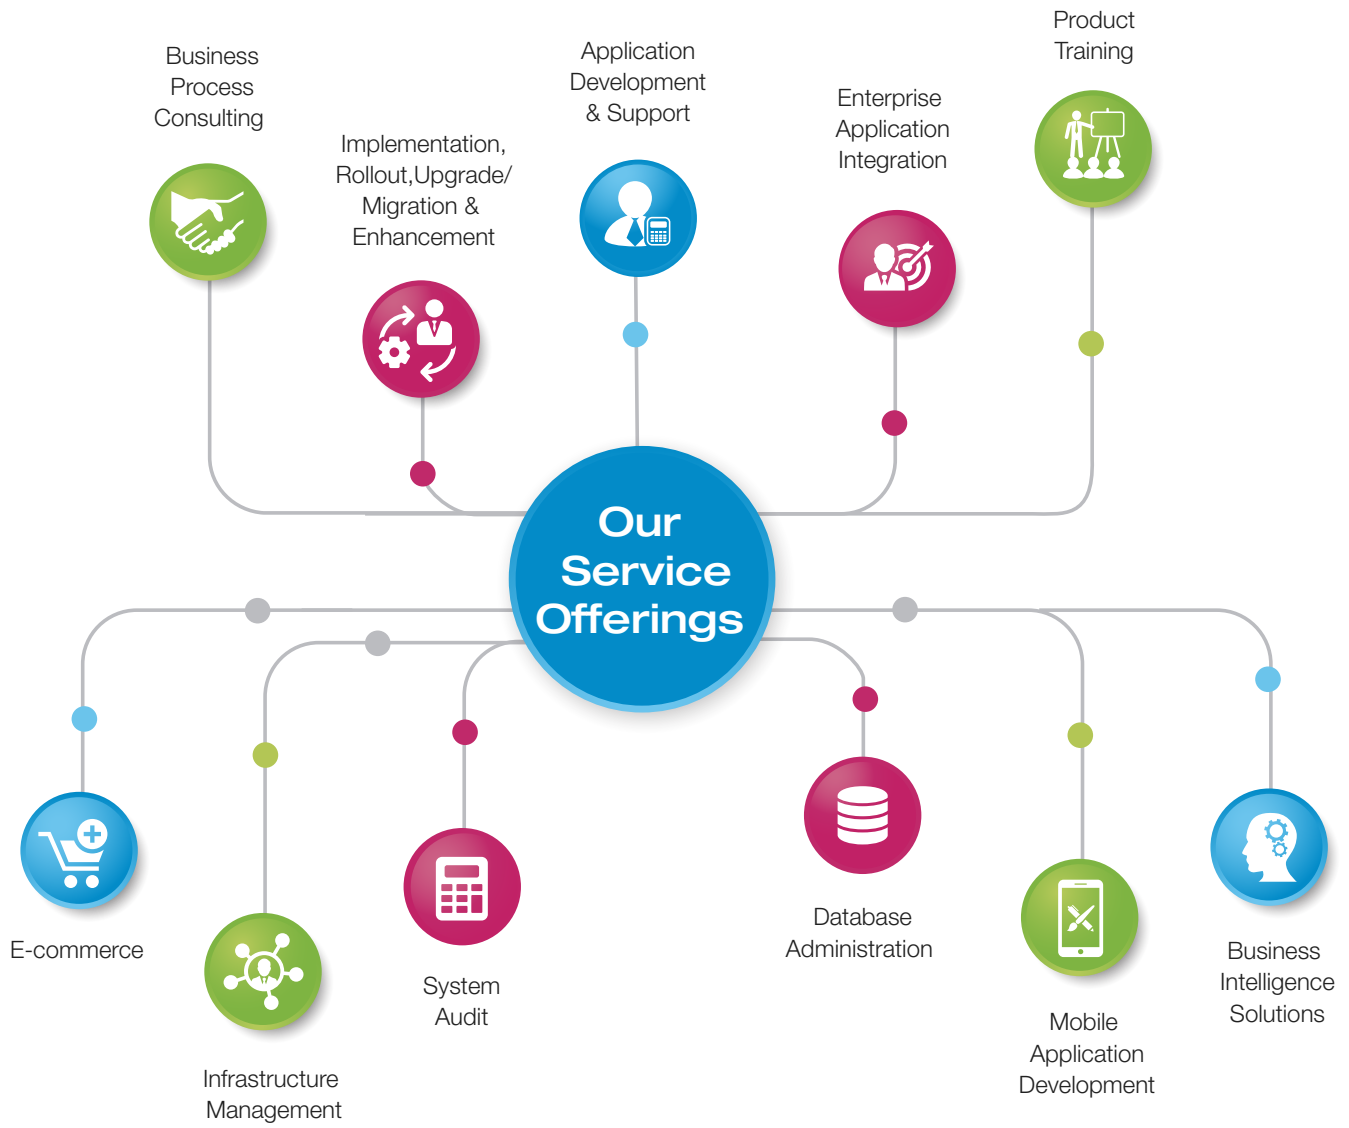 Business
Process
Consulting
Implementation,
Rollout,Upgrade/
Migration &
Enhancement
Application
Development
& Support
Enterprise
Application
Integration
Product
Training
Our
Service
Offerings
E-commerce
Infrastructure
Management
System
Audit
Database
Administration
Mobile
Application
Development
Business
Intelligence
Solutions